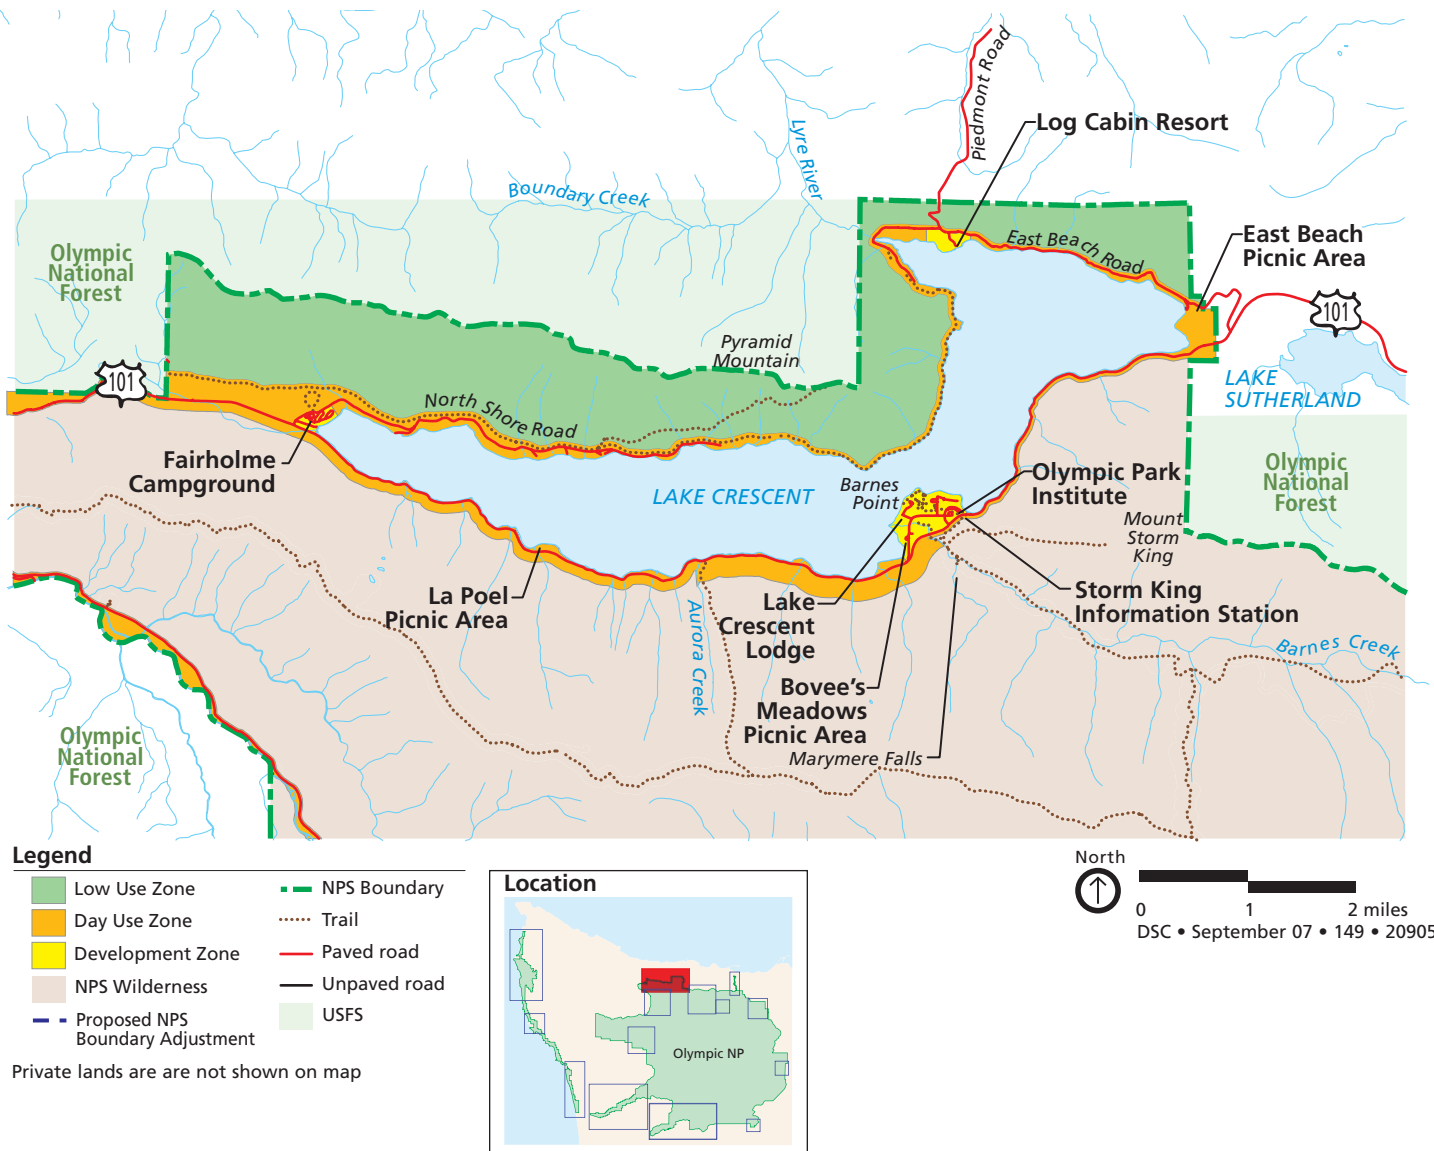 Piedmont Road
Log Cabin Resort
Lyre River
Boundary Creek
East Beach
Picnic Area
East Beach Road
Olympic
National
Forest
101
101
Pyramid
Mountain
LAKE
SUTHERLAND
North Shore Road
Fairholme
Campground
LAKE CRESCENT
Barnes
Point
Olympic Park
Institute
Olympic
National
Forest
Mount
Storm
King
La Poel
Picnic Area
Aurora Creek
Lake
Crescent
Lodge
Storm King
Information Station
Barnes Creek
Bovee's
Meadows
Picnic Area
Marymere Falls
Olympic
National
Forest
Legend
Low Use Zone
Day Use Zone
Development Zone
NPS Wilderness
Proposed NPS
Boundary Adjustment
NPS Boundary
Trail
Paved road
Unpaved road
USFS
Private lands are are not shown on map
Location
Olympic NP
North
0 1 2 miles
DSC • September 07 • 149 • 20905